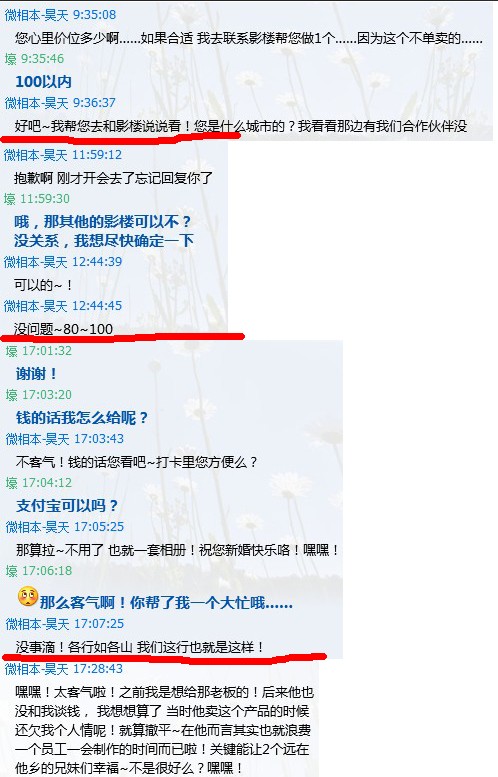 微相本-昊天 9:35:08
您心里价位多少啊......如果合适 我去联系影楼帮您做1个......因为这个不单卖的......
壕 9:35:46
100以内
微相本-昊天 9:36:37
好吧~我帮您去和影楼说说看！您是什么城市的？我看看那边有我们合作伙伴没
微相本-昊天 11:59:12
抱歉啊 刚才开会去了忘记回复你了
壕 11:59:30
哦，那其他的影楼可以不？
没关系，我想尽快确定一下
微相本-昊天 12:44:39
可以的~！
微相本-昊天 12:44:45
没问题~80~100
壕 17:01:32
谢谢！
壕 17:03:20
钱的话我怎么给呢？
微相本-昊天 17:03:43
不客气！钱的话您看吧~打卡里您方便么？
壕 17:04:12
支付宝可以吗？
微相本-昊天 17:05:25
那算拉~不用了 也就一套相册！祝您新婚快乐咯！嘿嘿！
壕 17:06:18
那么客气啊！你帮了我一个大忙哦......
微相本-昊天 17:07:25
没事滴！各行如各山 我们这行也就是这样！
微相本-昊天 17:28:43
嘿嘿！太客气啦！之前我是想给那老板的！后来他也
没和我谈钱， 我想想算了 当时他卖这个产品的时候
还欠我个人情呢！就算撤平~在他而言其实也就浪费
一个员工一会制作的时间而已啦！关键能让2个远在
他乡的兄妹们幸福~不是很好么？嘿嘿！